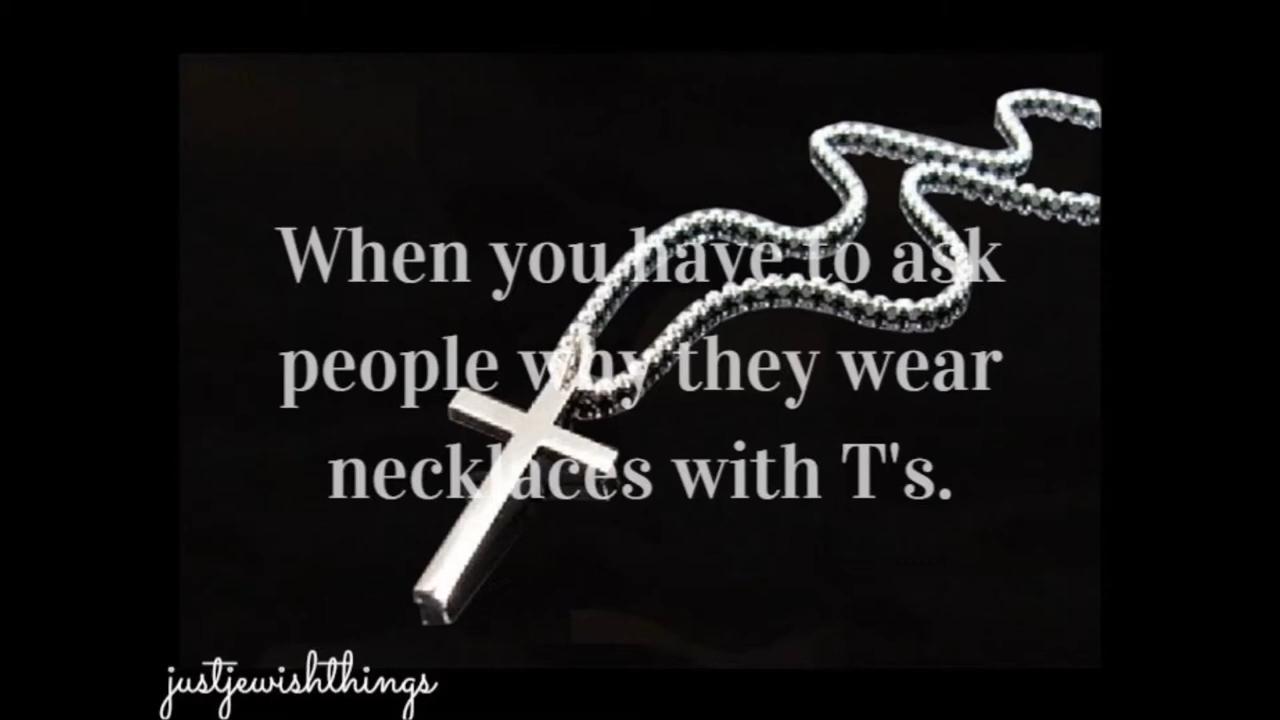 When you have to ask
people why they wear
necklaces with T's.
justjewishthings